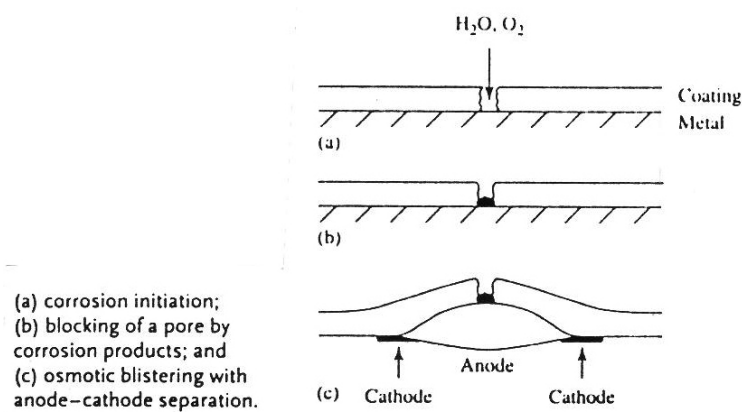 H₂O, O₂
Coating
Metal
(a)
(b)
(a) corrosion initiation;
(b) blocking of a pore by
corrosion products; and
(c) osmotic blistering with
anode–cathode separation.
Anode
(c) Cathode Cathode